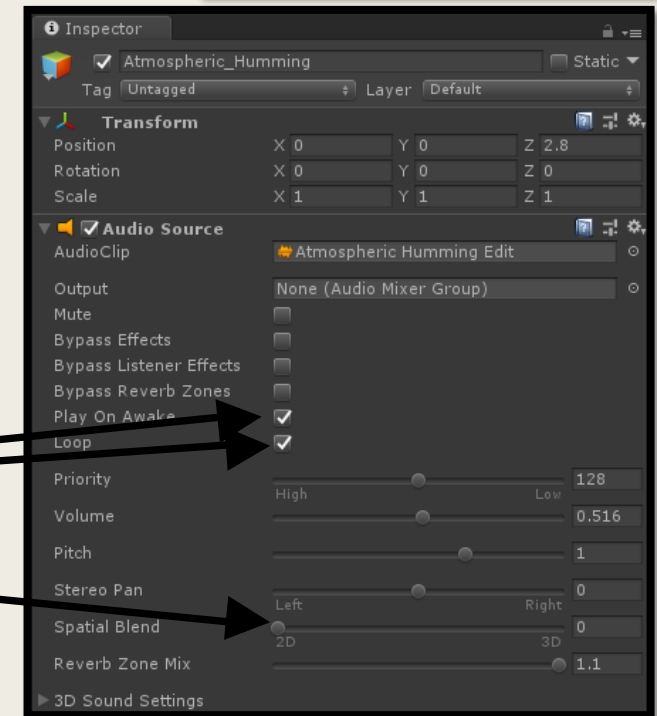 Inspector
Atmospheric_Humming Static
Tag Untagged Layer Default
Transform
Position X 0 Y 0 Z 2.8
Rotation X 0 Y 0 Z 0
Scale X 1 Y 1 Z 1
Audio Source
AudioClip Atmospheric Humming Edit
Output None (Audio Mixer Group)
Mute
Bypass Effects
Bypass Listener Effects
Bypass Reverb Zones
Play On Awake
Loop
Priority 128
High Low
Volume 0.516
Pitch 1
Stereo Pan 0
Left Right
Spatial Blend 0
2D 3D
Reverb Zone Mix 1.1
3D Sound Settings